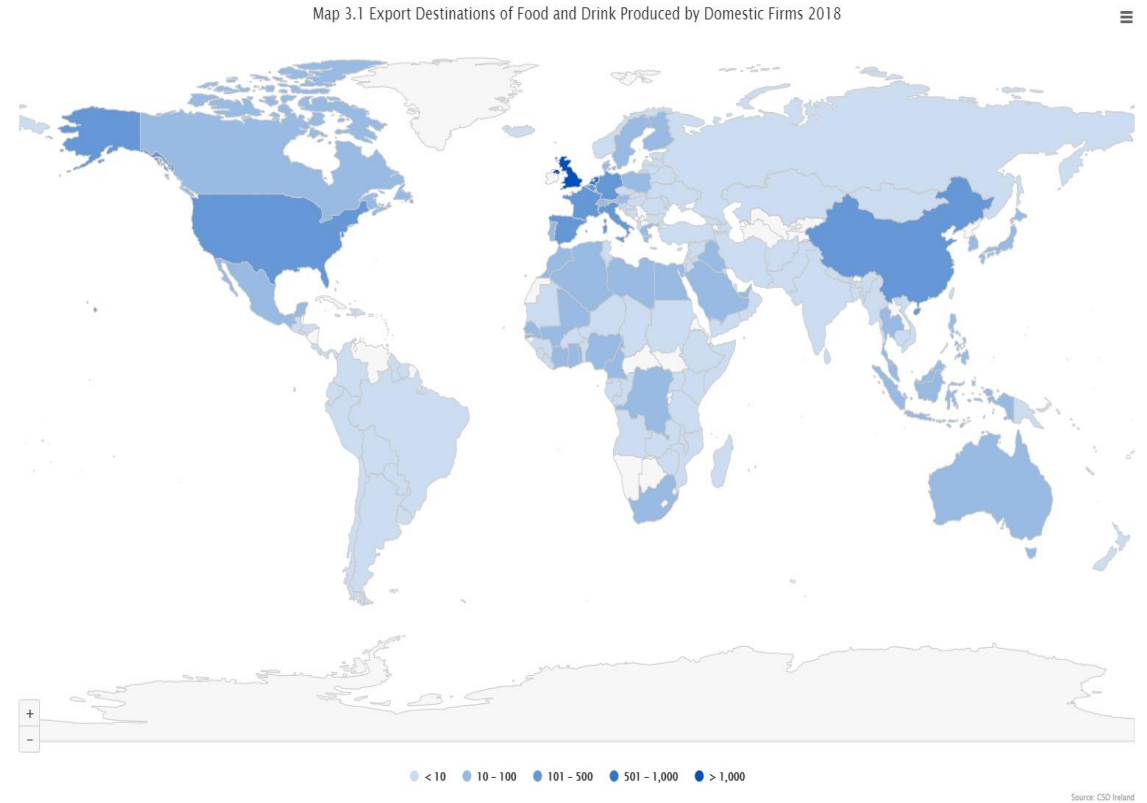 Map 3.1 Export Destinations of Food and Drink Produced by Domestic Firms 2018
+
−
< 10 10 – 100 101 – 500 501 – 1,000 > 1,000
Source: CSO Ireland